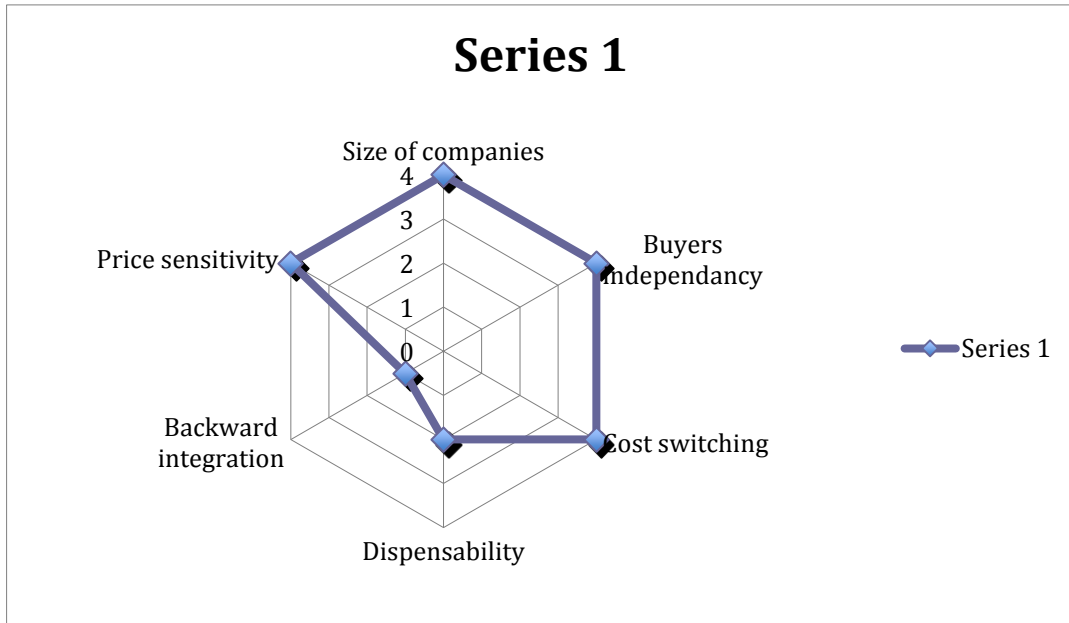 Series 1
Size of companies
4
3
2
1
0
Buyers
independancy
Price sensitivity
Backward
integration
Cost switching
Dispensability
Series 1